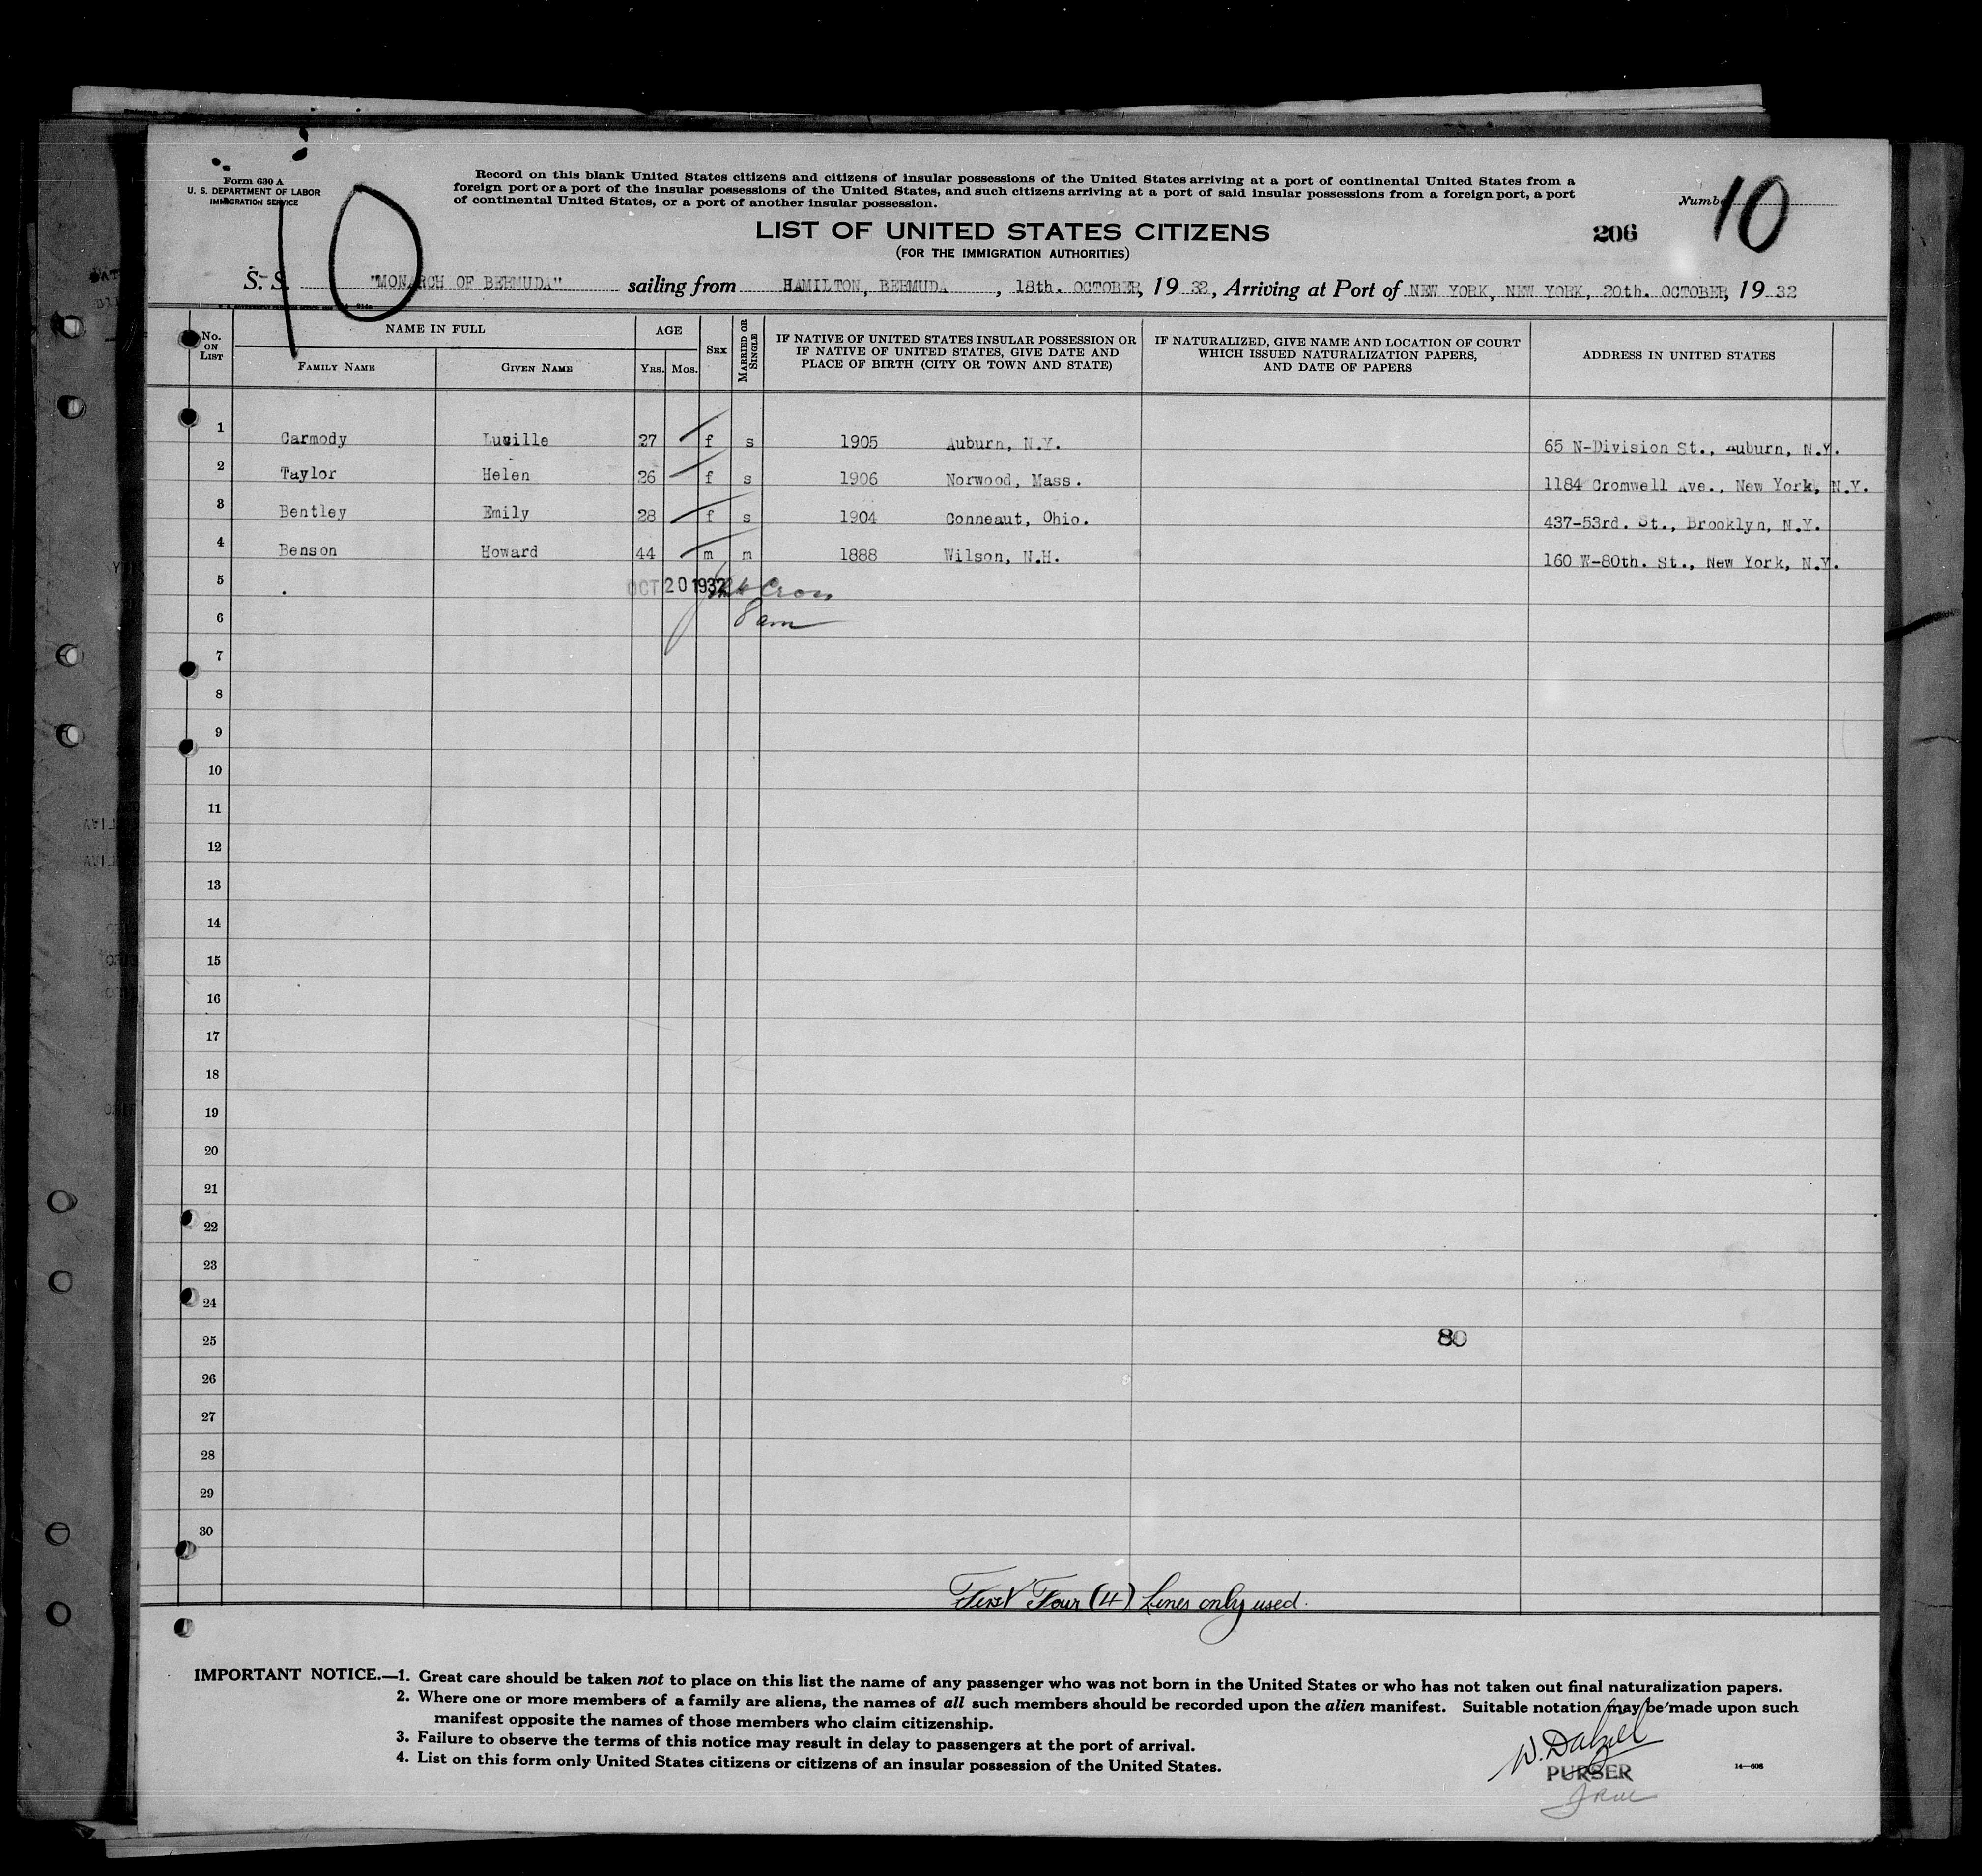 Form 630 A
U. S. DEPARTMENT OF LABOR
IMMIGRATION SERVICE
10
Record on this blank United States citizens and citizens of insular possessions of the United States arriving at a port of continental United States from a
foreign port or a port of the insular possessions of the United States, and such citizens arriving at a port of said insular possessions from a foreign port, a port
of continental United States, or a port of another insular possession.
Number 10
LIST OF UNITED STATES CITIZENS
206
(FOR THE IMMIGRATION AUTHORITIES)
S. S. "MONARCH OF BERMUDA" sailing from HAMILTON, BERMUDA, 18th. OCTOBER, 1932, Arriving at Port of NEW YORK, NEW YORK, 20th. OCTOBER, 1932
No. ON LIST
NAME IN FULL
FAMILY NAME
GIVEN NAME
AGE
YRS. MOS.
SEX
MARRIED OR SINGLE
IF NATIVE OF UNITED STATES INSULAR POSSESSION OR
IF NATIVE OF UNITED STATES, GIVE DATE AND
PLACE OF BIRTH (CITY OR TOWN AND STATE)
IF NATURALIZED, GIVE NAME AND LOCATION OF COURT
WHICH ISSUED NATURALIZATION PAPERS,
AND DATE OF PAPERS
ADDRESS IN UNITED STATES
1 Carmody Lucille 27 f s 1905 Auburn, N.Y. 65 N-Division St., Auburn, N.Y.
2 Taylor Helen 26 f s 1906 Norwood, Mass. 1184 Cromwell Ave., New York, N.Y.
3 Bentley Emily 28 f s 1904 Conneaut, Ohio. 437-53rd. St., Brooklyn, N.Y.
4 Benson Howard 44 m m 1888 Wilson, N.H. 160 W-80th. St., New York, N.Y.
5 OCT 20 1932
6 8 am
7
8
9
10
11
12
13
14
15
16
17
18
19
20
21
22
23
24
25 80
26
27
28
29
30
First Four (4) Lines only used.
IMPORTANT NOTICE.—1. Great care should be taken not to place on this list the name of any passenger who was not born in the United States or who has not taken out final naturalization papers.
2. Where one or more members of a family are aliens, the names of all such members should be recorded upon the alien manifest. Suitable notation may be made upon such
manifest opposite the names of those members who claim citizenship.
3. Failure to observe the terms of this notice may result in delay to passengers at the port of arrival.
4. List on this form only United States citizens or citizens of an insular possession of the United States.
W. Dalzell
PURSER
14—608